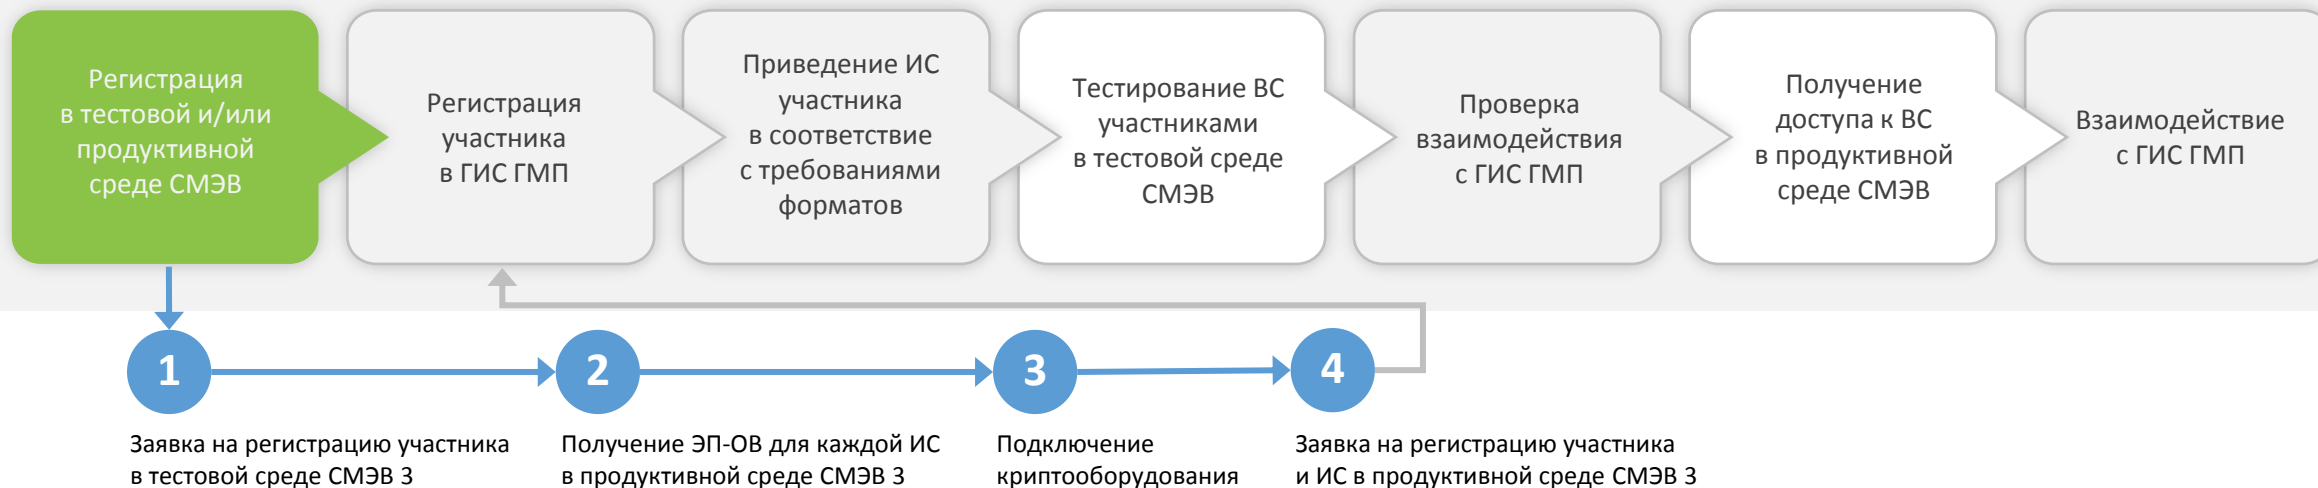 Регистрация
в тестовой и/или
продуктивной
среде СМЭВ
Регистрация
участника
в ГИС ГМП
Приведение ИС
участника
в соответствие
с требованиями
форматов
Тестирование ВС
участниками
в тестовой среде
СМЭВ
Проверка
взаимодействия
с ГИС ГМП
Получение
доступа к ВС
в продуктивной
среде СМЭВ
Взаимодействие
с ГИС ГМП
1
2
3
4
Заявка на регистрацию участника
в тестовой среде СМЭВ 3
Получение ЭП-ОВ для каждой ИС
в продуктивной среде СМЭВ 3
Подключение
криптооборудования
Заявка на регистрацию участника
и ИС в продуктивной среде СМЭВ 3